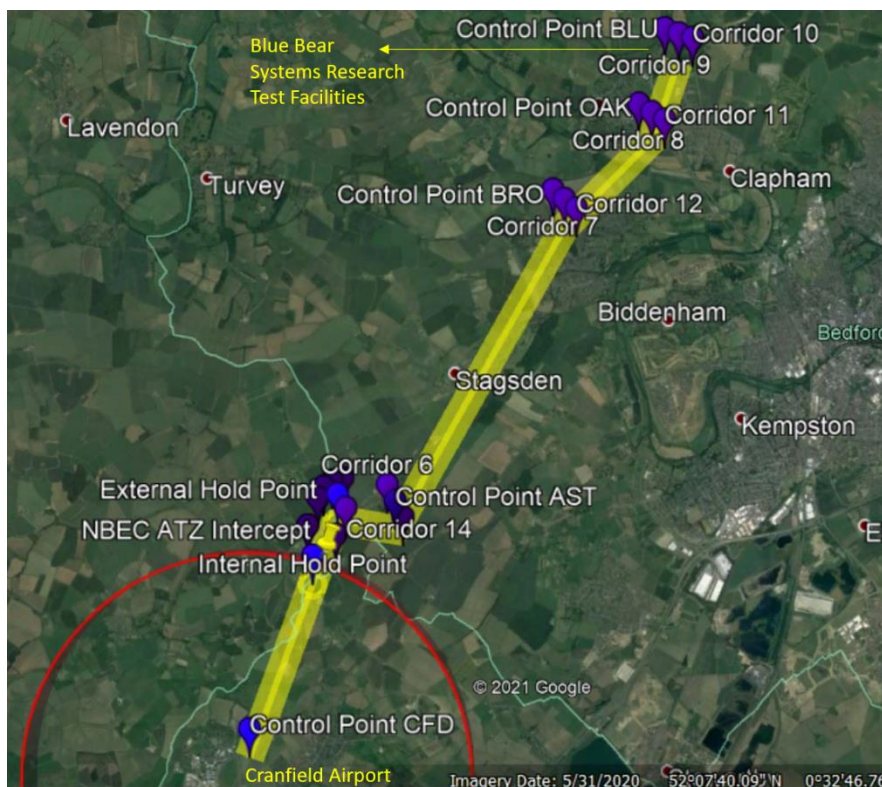 Blue Bear
Systems Research
Test Facilities
Control Point BLU
Corridor 10
Corridor 9
Control Point OAK
Corridor 11
Corridor 8
Lavendon
Turvey
Clapham
Control Point BRO
Corridor 12
Corridor 7
Biddenham
Bedford
Stagsden
Kempston
Corridor 6
External Hold Point
Control Point AST
NBEC ATZ Intercept
Corridor 14
E
Internal Hold Point
© 2021 Google
Control Point CFD
Cranfield Airport
Imagery Date: 5/31/2020 52°07'40.09" N 0°32'46.76